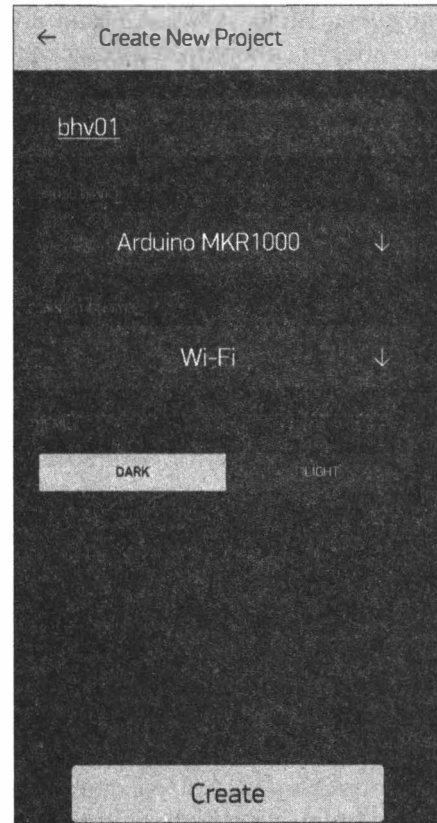 ← Create New Project
bhv01
Arduino MKR1000 ↓
Wi-Fi ↓
DARK LIGHT
Create